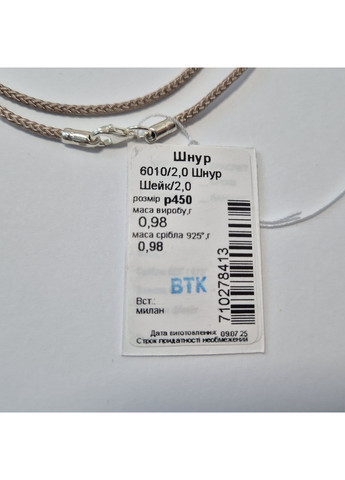 Шнур
6010/2,0 Шнур
Шейк/2,0
розмір р450
маса виробу,г
0,98
маса срібла 925°,г
0,98
ВТК
Вст.:
милан
710278413
Дата виготовлення: 09.07.25
Строк придатності необмежений